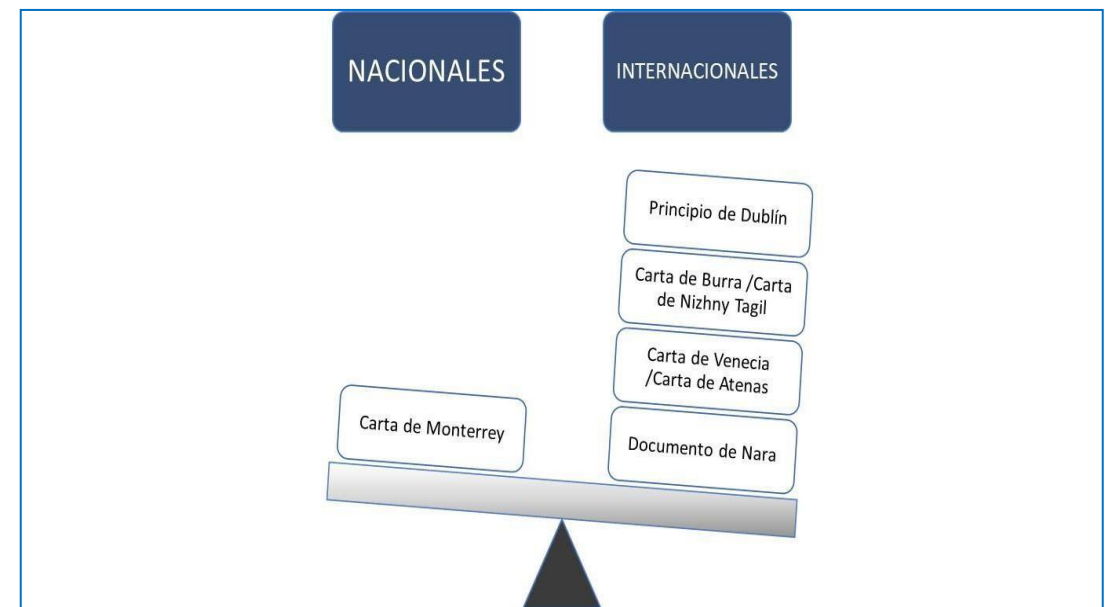 NACIONALES
INTERNACIONALES
Principio de Dublín
Carta de Burra /Carta
de Nizhny Tagil
Carta de Venecia
/Carta de Atenas
Carta de Monterrey
Documento de Nara